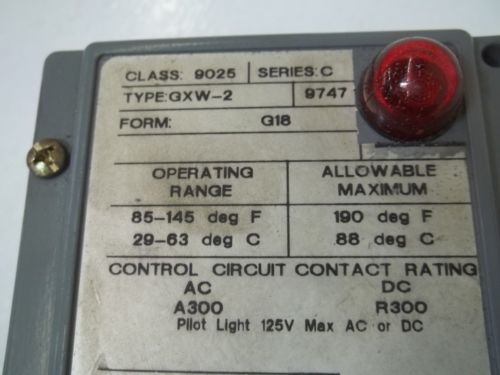 CLASS: 9025 SERIES: C
TYPE: GXW-2 9747
FORM: G18
OPERATING RANGE
ALLOWABLE MAXIMUM
85-145 deg F 190 deg F
29-63 deg C 88 deg C
CONTROL CIRCUIT CONTACT RATING
AC DC
A300 R300
Pilot Light 125V Max AC or DC